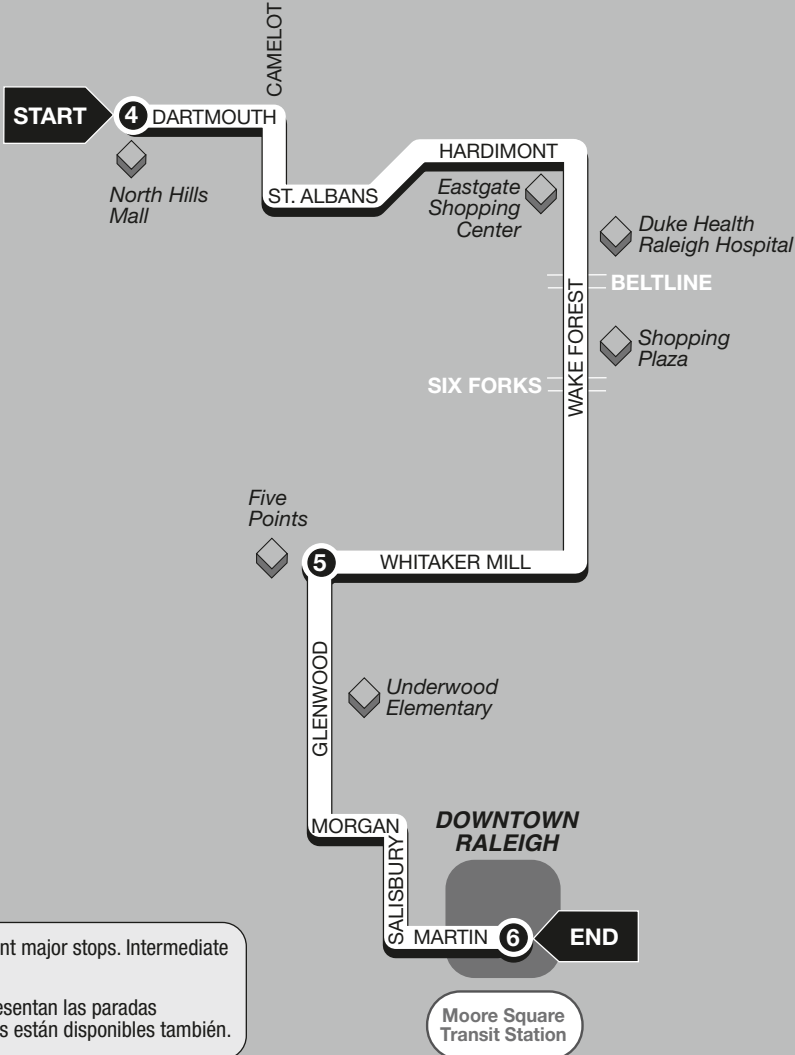 CAMELOT
START
4
DARTMOUTH
North Hills
Mall
ST. ALBANS
HARDIMONT
Eastgate
Shopping
Center
Duke Health
Raleigh Hospital
BELTLINE
WAKE FOREST
Shopping
Plaza
SIX FORKS
Five
Points
5
WHITAKER MILL
GLENWOOD
Underwood
Elementary
MORGAN
SALISBURY
DOWNTOWN
RALEIGH
MARTIN
6
END
Moore Square
Transit Station
nt major stops. Intermediate
esentan las paradas
s están disponibles también.